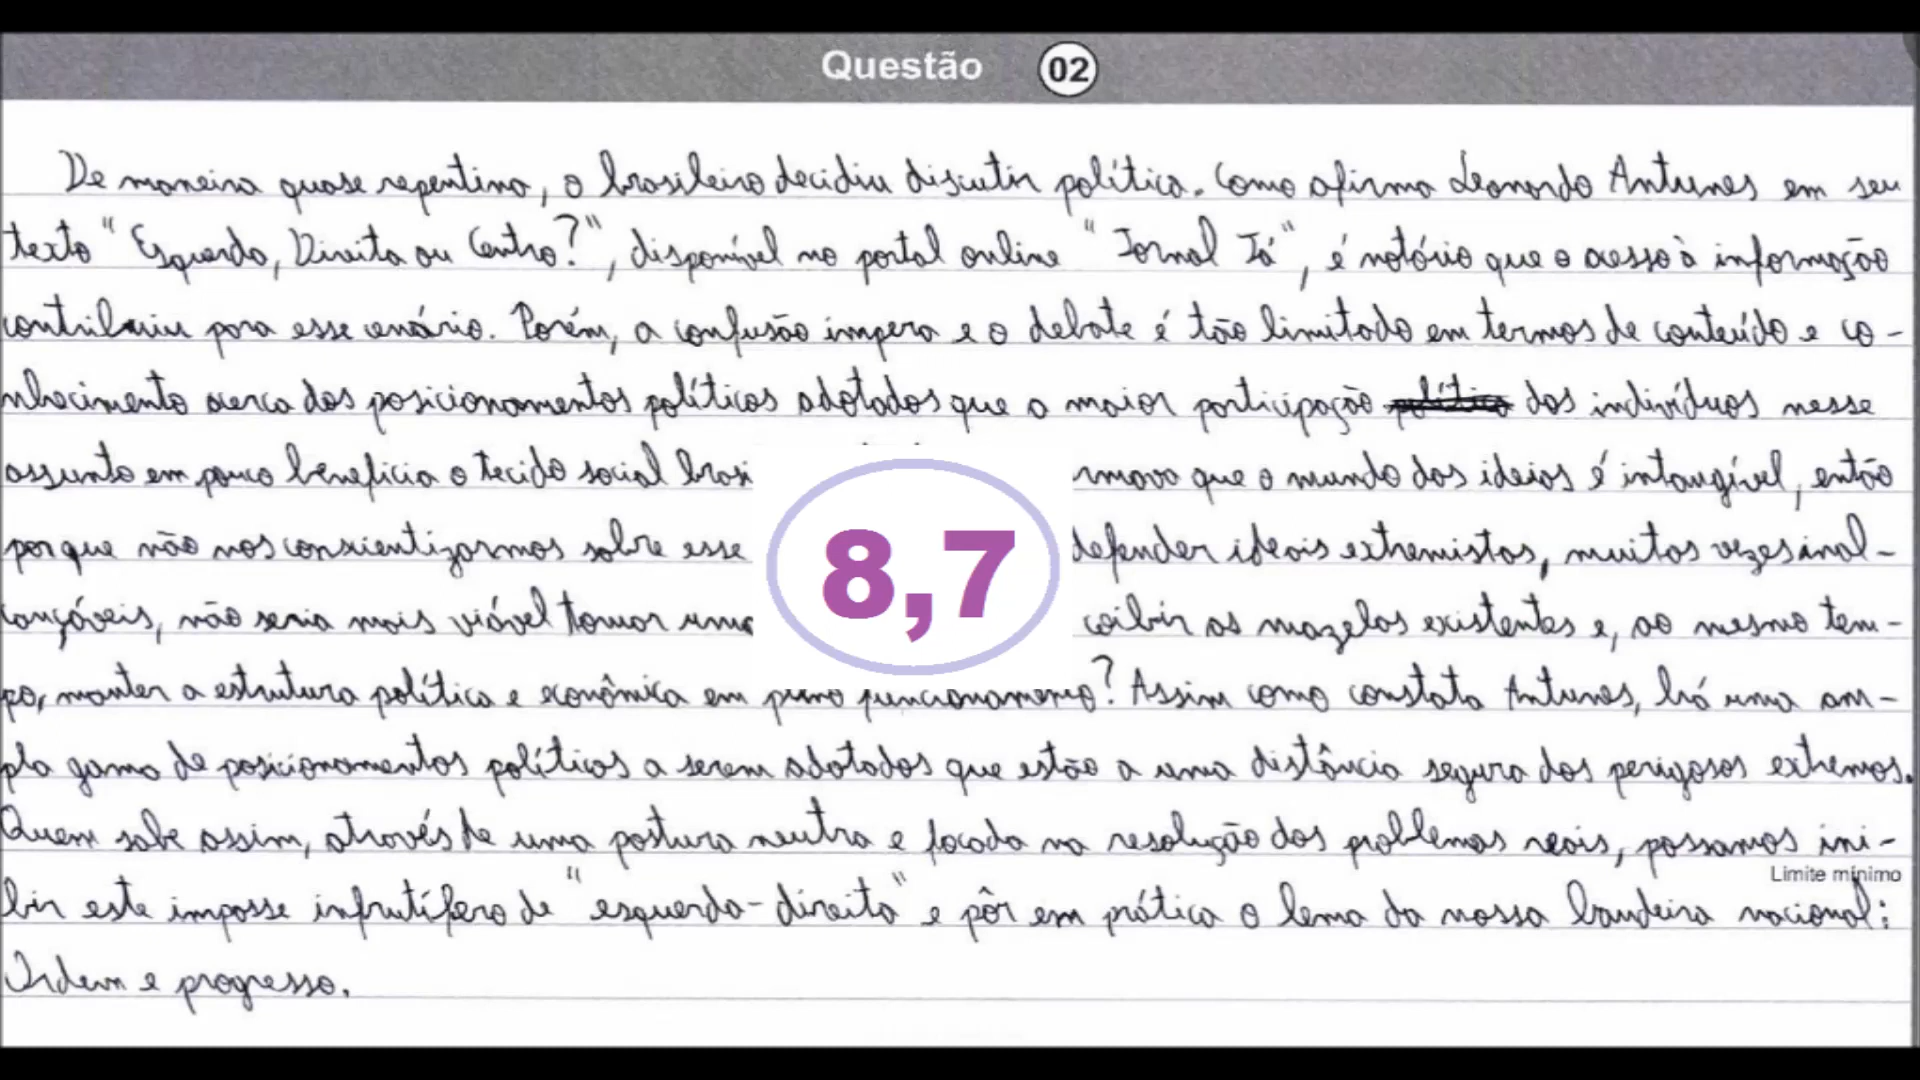 Questão 02
De maneira quase repentina, o brasileiro decidiu discutir política. Como afirma Leonardo Antunes em seu
texto "Esquerda, Direita ou Centro?", disponível no portal online "Jornal Já", é notório que o acesso à informação
contribuiu para esse cenário. Porém, a confusão impera e o debate é tão limitado em termos de conteúdo e co-
nhecimento acerca dos posicionamentos políticos adotados que a maior participação política dos indivíduos nesse
assunto em pouco beneficia o tecido social brasi rmava que o mundo das ideias é intangível, então
por que não nos conscientizarmos sobre esse defender ideais extremistas, muitas vezes inal-
cançáveis, não seria mais viável tomar uma coibir as mazelas existentes e, ao mesmo tem-
8,7
po, manter a estrutura política e econômica em pleno funcionamento? Assim como constata Antunes, há uma am-
pla gama de posicionamentos políticos a serem adotados que estão a uma distância segura dos perigosos extremos.
Quem sabe assim, através de uma postura neutra e focada na resolução dos problemas reais, possamos ini-
Limite mínimo
bir este impasse infrutífero de "esquerda-direita" e pôr em prática o lema da nossa bandeira nacional:
Ordem e progresso.